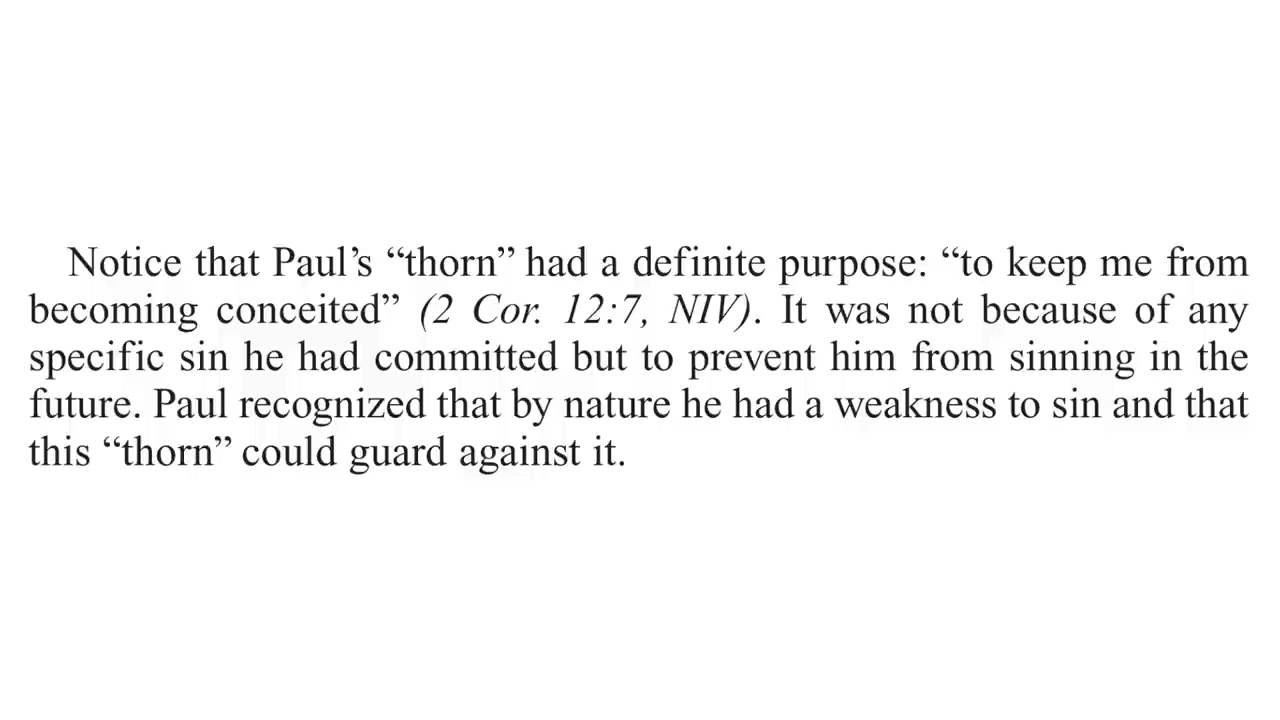 Notice that Paul’s “thorn” had a definite purpose: “to keep me from
becoming conceited” (2 Cor. 12:7, NIV). It was not because of any
specific sin he had committed but to prevent him from sinning in the
future. Paul recognized that by nature he had a weakness to sin and that
this “thorn” could guard against it.